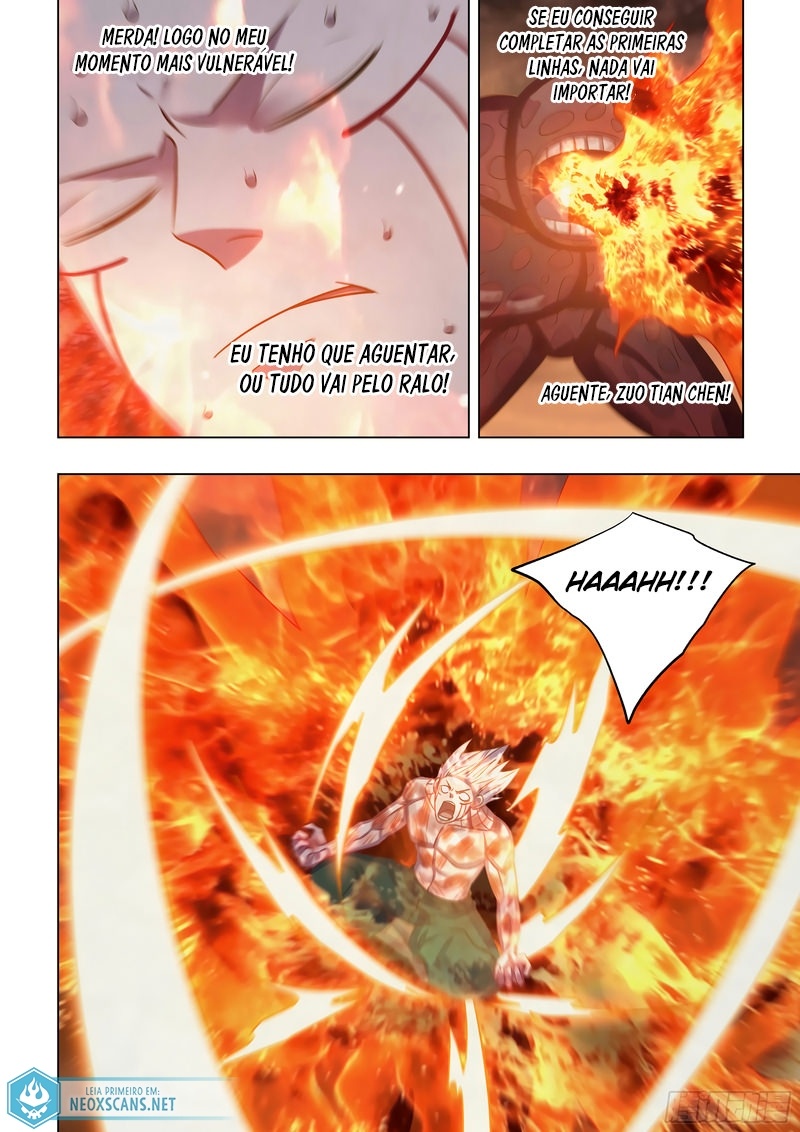 MERDA! LOGO NO MEU
MOMENTO MAIS VULNERÁVEL!
SE EU CONSEGUIR
COMPLETAR AS PRIMEIRAS
LINHAS, NADA VAI
IMPORTAR!
EU TENHO QUE AGUENTAR,
OU TUDO VAI PELO RALO!
AGUENTE, ZUO TIAN CHEN!
HAAAHH!!!
LEIA PRIMEIRO EM:
NEOXSCANS.NET